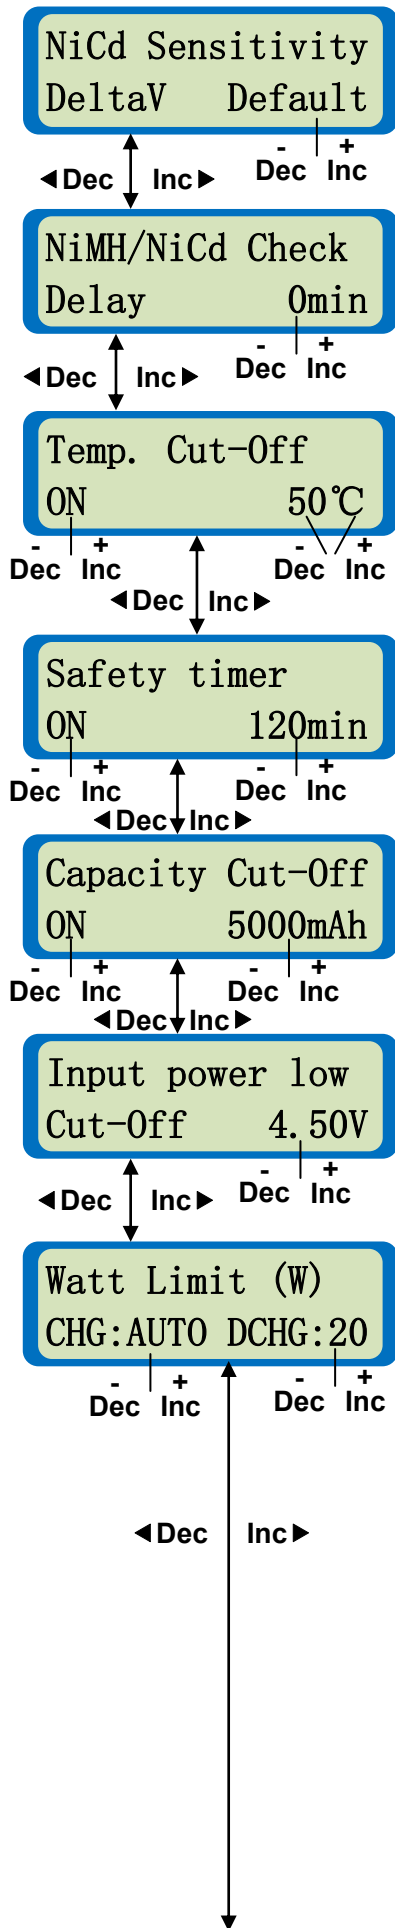 NiCd Sensitivity
DeltaV Default
- +
Dec Inc
◄Dec Inc►
NiMH/NiCd Check
Delay 0min
- +
Dec Inc
◄Dec Inc►
Temp. Cut-Off
ON 50℃
- + - +
Dec Inc Dec Inc
◄Dec Inc►
Safety timer
ON 120min
- + - +
Dec Inc Dec Inc
◄Dec Inc►
Capacity Cut-Off
ON 5000mAh
- + - +
Dec Inc Dec Inc
◄Dec Inc►
Input power low
Cut-Off 4.50V
- +
Dec Inc
◄Dec Inc►
Watt Limit (W)
CHG:AUTO DCHG:20
- + - +
Dec Inc Dec Inc
◄Dec Inc►